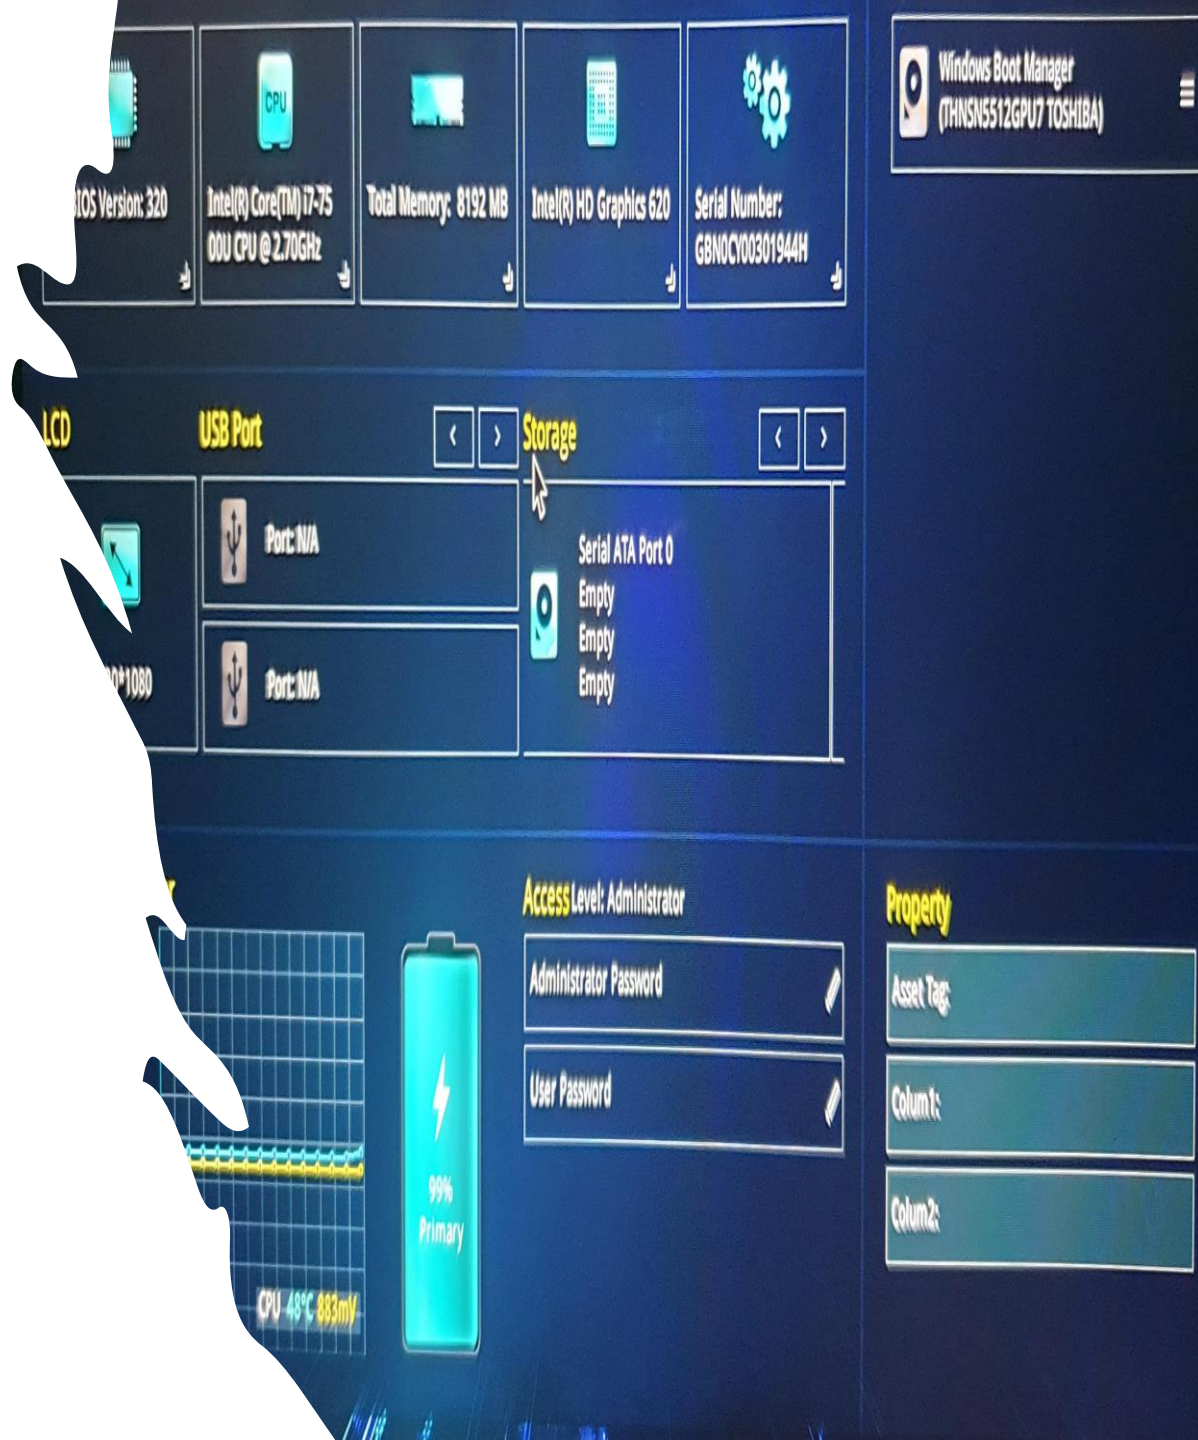 CPU
Windows Boot Manager
(THNSN5512GPU7 TOSHIBA)
BIOS Version: 320
Intel(R) Core(TM) i7-75
00U CPU @ 2.70GHz
Total Memory: 8192 MB
Intel(R) HD Graphics 620
Serial Number:
GBN0CY00301944H
LCD
USB Port
Storage
Port: N/A
Port: N/A
Serial ATA Port 0
Empty
Empty
Empty
0*1080
Access Level: Administrator
Administrator Password
User Password
Property
Asset Tag:
Colum1:
Colum2:
99%
Primary
CPU 48°C 883mV